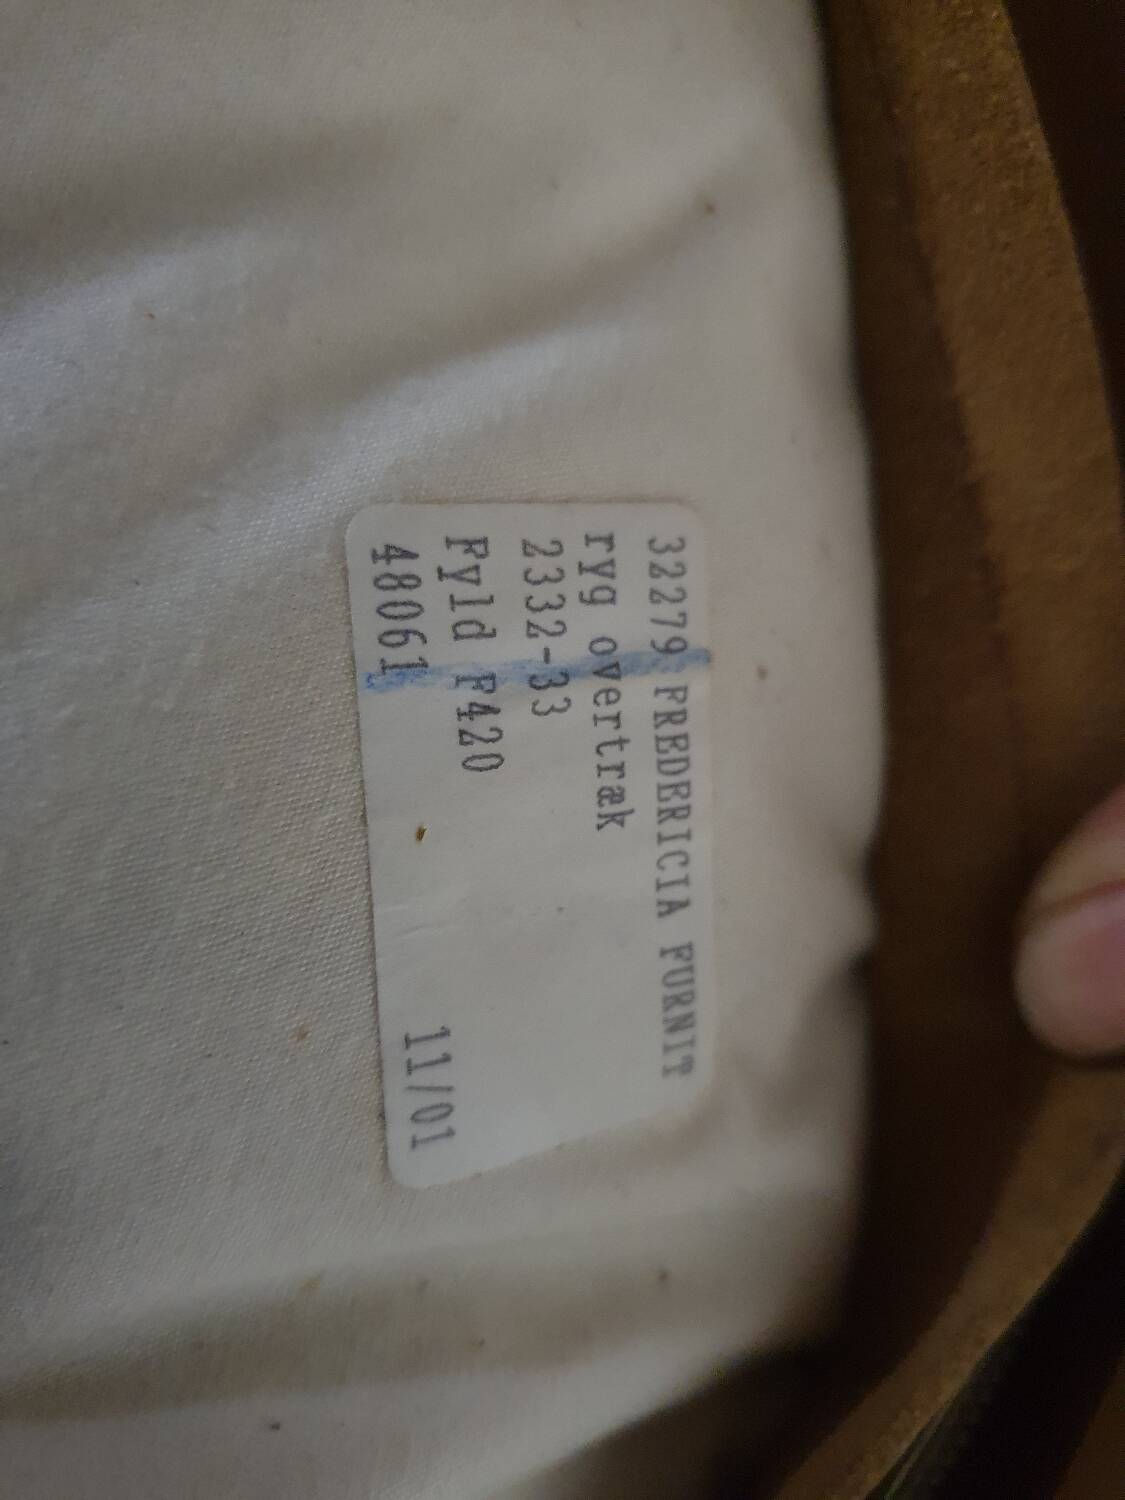 32279 FREDERICIA FURNIT
ryg overtræk
2332-33
Fyld F420
48061 11/01